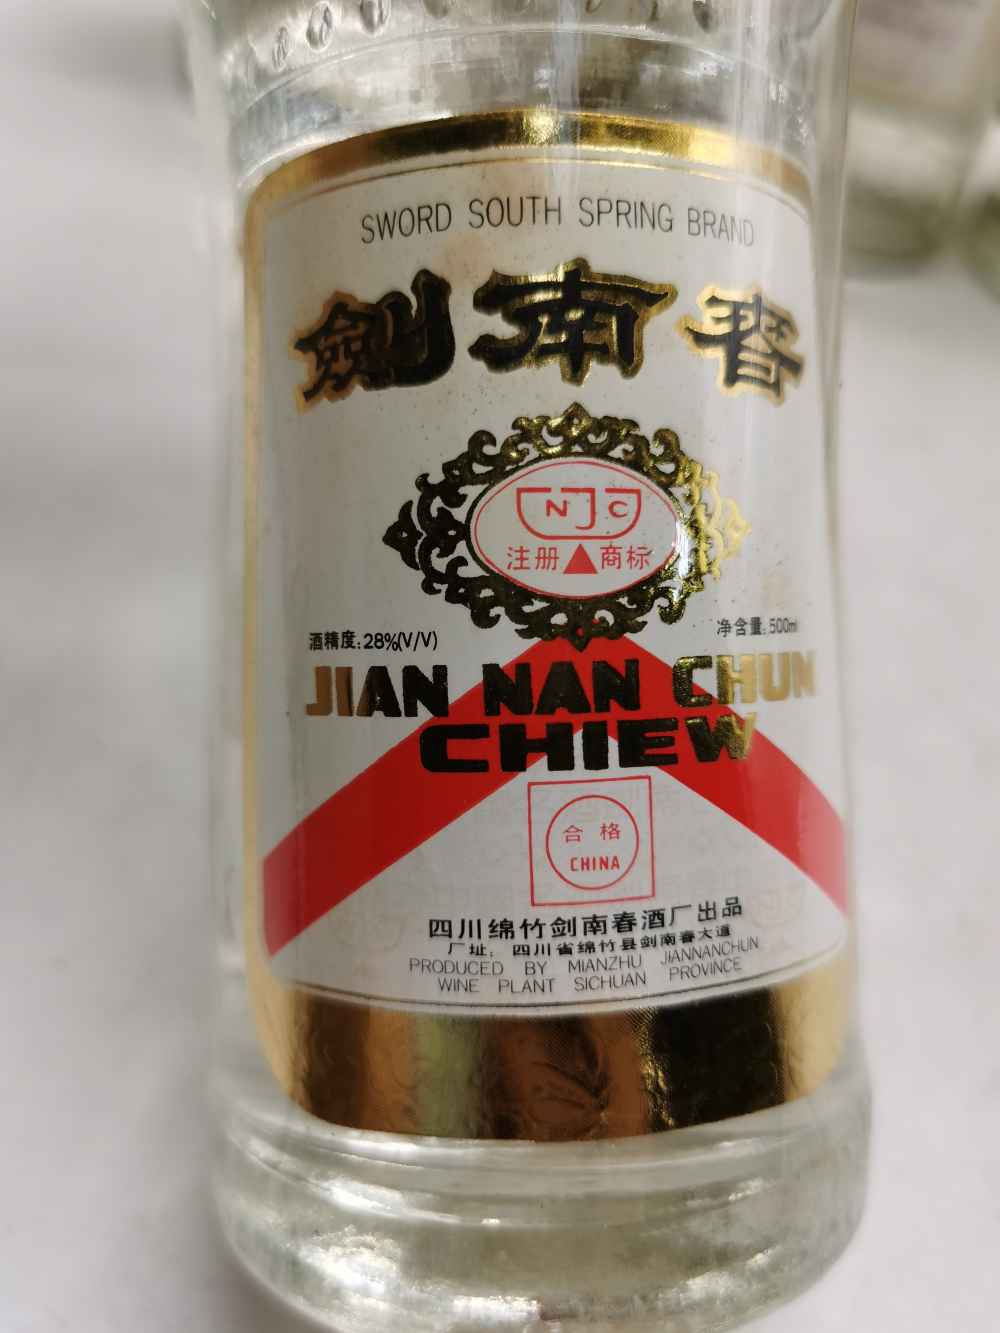 SWORD SOUTH SPRING BRAND
劍南春
NJC
注册 商标
酒精度:28%(V/V)
净含量:500ml
JIAN NAN CHUN
CHIEW
合格
CHINA
四川绵竹剑南春酒厂出品
厂址:四川省绵竹县剑南春大道
PRODUCED BY MIANZHU JIANNANCHUN
WINE PLANT SICHUAN PROVINCE